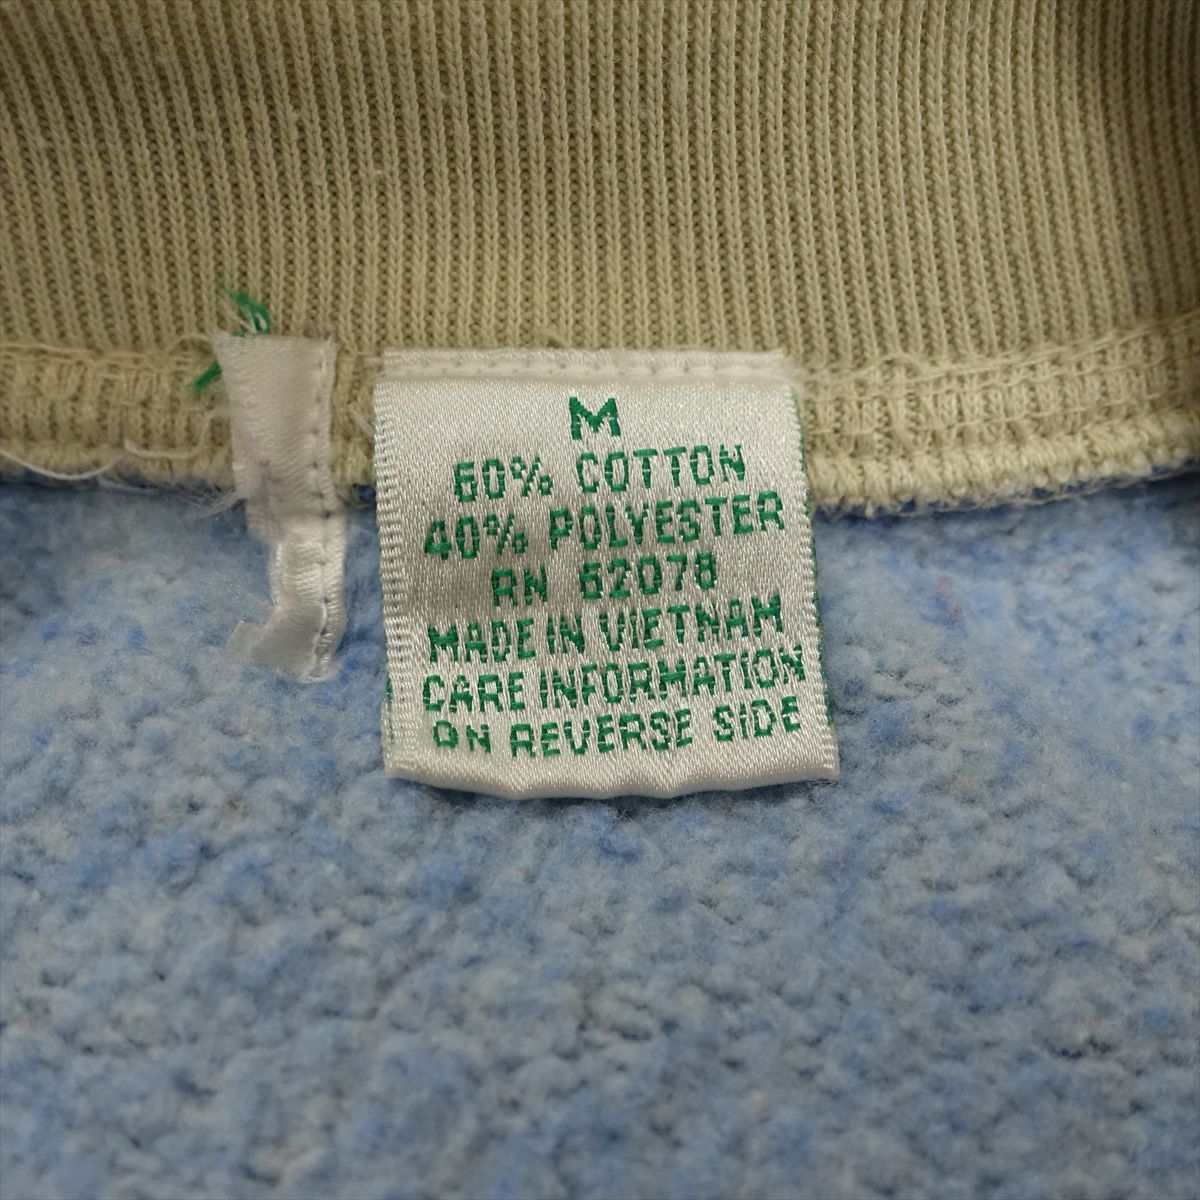 M
60% COTTON
40% POLYESTER
RN 62078
MADE IN VIETNAM
CARE INFORMATION
ON REVERSE SIDE